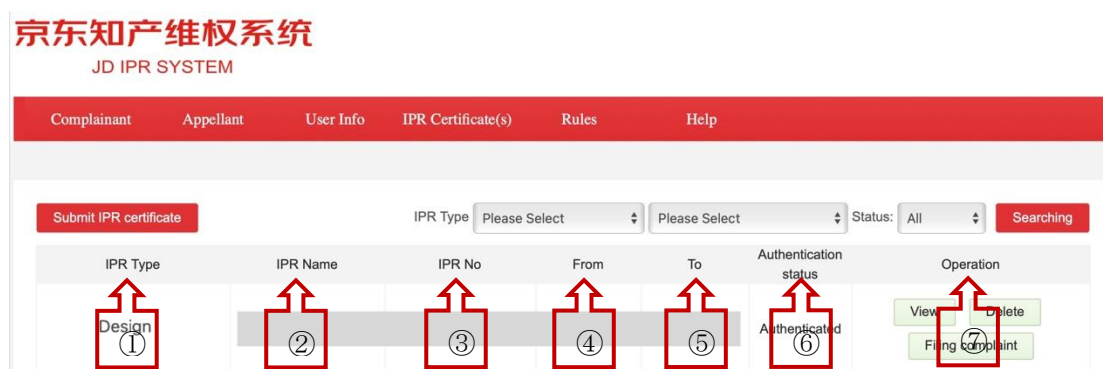 京东知产维权系统
JD IPR SYSTEM
Complainant Appellant User Info IPR Certificate(s) Rules Help
Submit IPR certificate IPR Type Please Select Please Select Status: All Searching
IPR Type IPR Name IPR No From To Authentication status Operation
Design Authenticated View Delete
① ② ③ ④ ⑤ ⑥ ⑦
Filing complaint